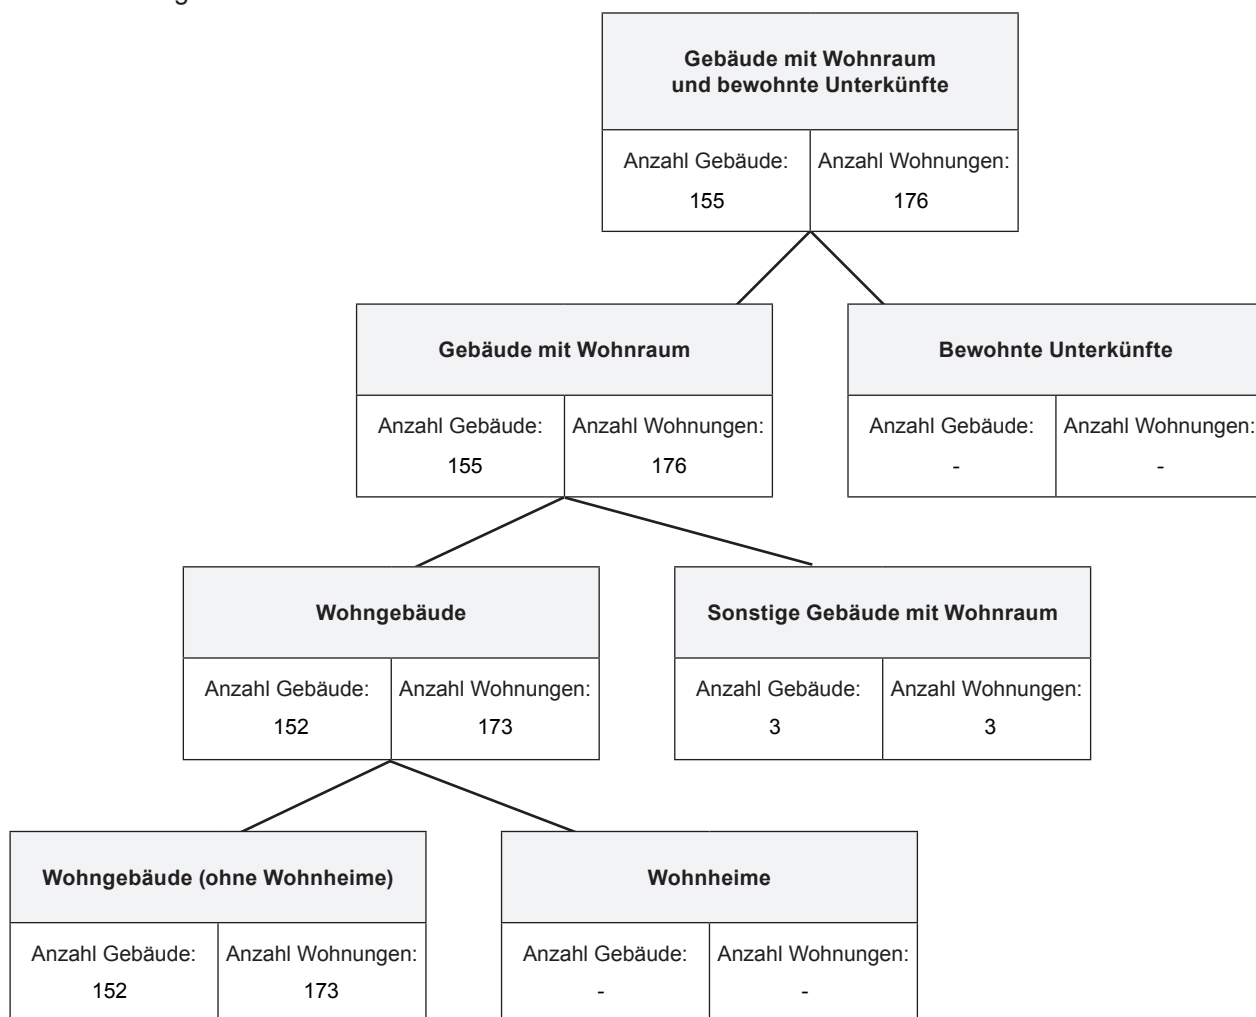 Gebäude mit Wohnraum
und bewohnte Unterkünfte
Anzahl Gebäude: Anzahl Wohnungen:
155 176
Gebäude mit Wohnraum
Bewohnte Unterkünfte
Anzahl Gebäude: Anzahl Wohnungen:
155 176
Anzahl Gebäude: Anzahl Wohnungen:
- -
Wohngebäude
Sonstige Gebäude mit Wohnraum
Anzahl Gebäude: Anzahl Wohnungen:
152 173
Anzahl Gebäude: Anzahl Wohnungen:
3 3
Wohngebäude (ohne Wohnheime)
Wohnheime
Anzahl Gebäude: Anzahl Wohnungen:
152 173
Anzahl Gebäude: Anzahl Wohnungen:
- -